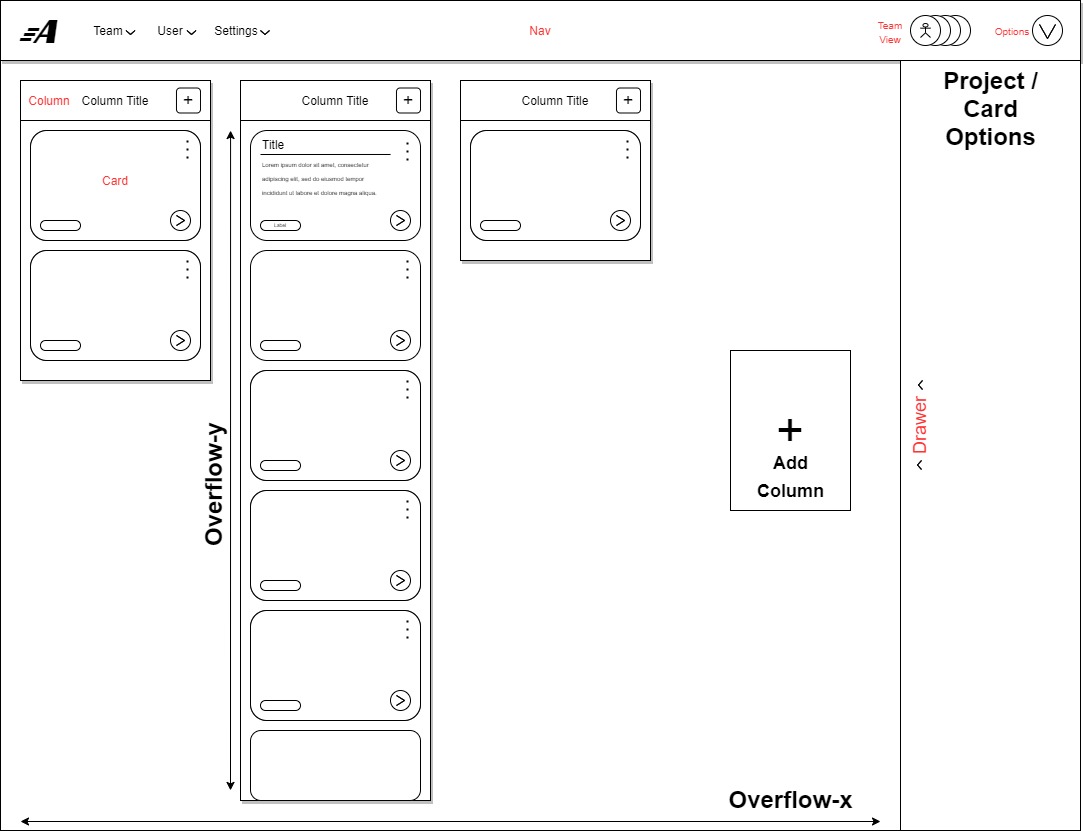 A
Team
User
Settings
Nav
Team
View
Options
Column
Column Title
+
Column Title
+
Column Title
+
Project /
Card
Options
Card
Title
Lorem ipsum dolor sit amet, consectetur
adipiscing elit, sed do eiusmod tempor
incididunt ut labore et dolore magna aliqua.
Label
Overflow-y
+
Add
Column
Drawer
Overflow-x